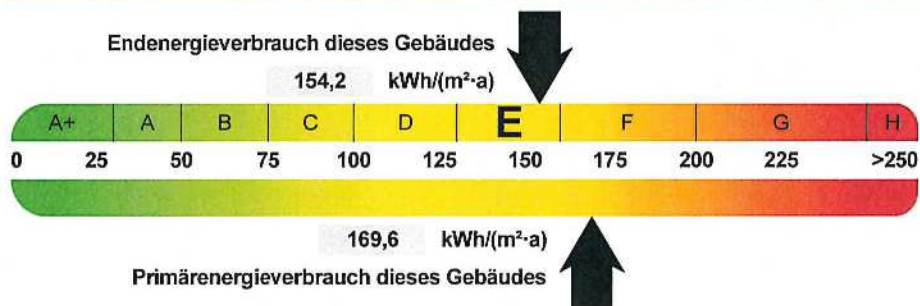 Endenergieverbrauch dieses Gebäudes
154,2 kWh/(m²·a)
A+ A B C D E F G H
0 25 50 75 100 125 150 175 200 225 >250
169,6 kWh/(m²·a)
Primärenergieverbrauch dieses Gebäudes